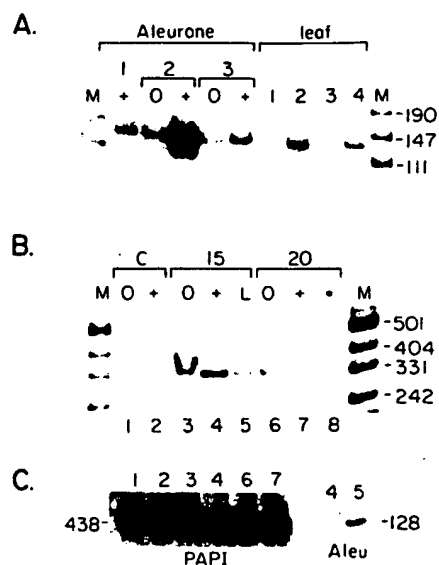 A.
Aleurone leaf
1 2 3
M + O + O + 1 2 3 4 M
-190
-147
-111
B.
C 15 20
M O + O + L O + * M
-501
-404
-331
-242
1 2 3 4 5 6 7 8
C.
1 2 3 4 6 7 4 5
438- -128
PAPI Aleu